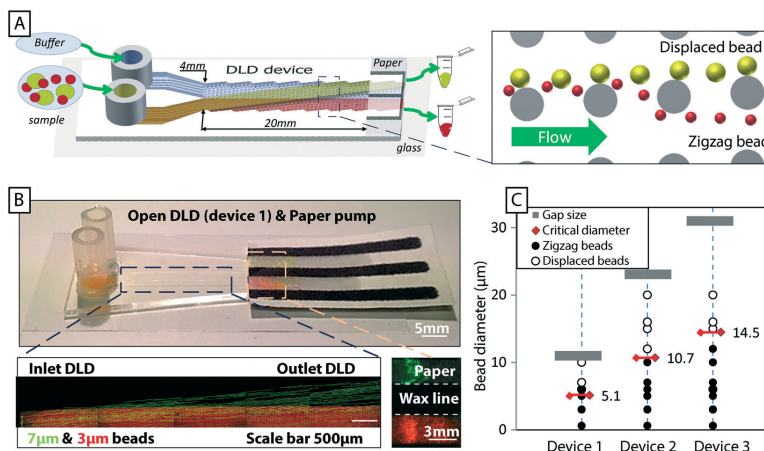 A
Buffer
sample
4mm
DLD device
Paper
20mm
glass
Displaced bead
Flow
Zigzag bead
B
Open DLD (device 1) & Paper pump
5mm
Inlet DLD
Outlet DLD
7μm & 3μm beads
Scale bar 500μm
Paper
Wax line
3mm
C
Gap size
Critical diameter
Zigzag beads
Displaced beads
Bead diameter (μm)
30
20
10
0
5.1
10.7
14.5
Device 1
Device 2
Device 3